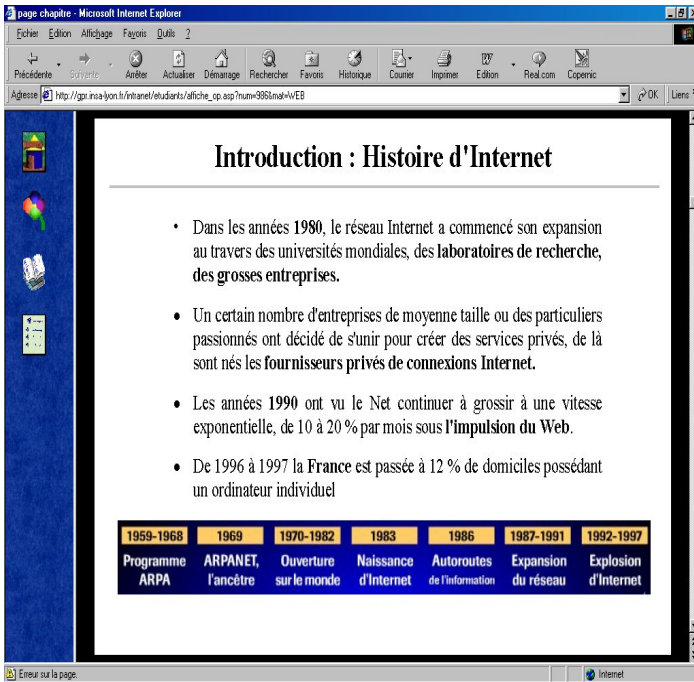 page chapitre - Microsoft Internet Explorer
Fichier Edition Affichage Favoris Outils ?
Précédente Suivante Arrêter Actualiser Démarrage Rechercher Favoris Historique Courrier Imprimer Edition Real.com Copernic
Adresse http://gpr.insa-lyon.fr/intranet/etudiants/affiche_op.asp?num=986&mat=WEB OK Liens
Introduction : Histoire d'Internet
• Dans les années 1980, le réseau Internet a commencé son expansion
au travers des universités mondiales, des laboratoires de recherche,
des grosses entreprises.
• Un certain nombre d'entreprises de moyenne taille ou des particuliers
passionnés ont décidé de s'unir pour créer des services privés, de là
sont nés les fournisseurs privés de connexions Internet.
• Les années 1990 ont vu le Net continuer à grossir à une vitesse
exponentielle, de 10 à 20 % par mois sous l'impulsion du Web.
• De 1996 à 1997 la France est passée à 12 % de domiciles possédant
un ordinateur individuel
1959-1968 1969 1970-1982 1983 1986 1987-1991 1992-1997
Programme ARPANET, Ouverture Naissance Autoroutes Expansion Explosion
ARPA l'ancêtre sur le monde d'Internet de l'information du réseau d'Internet
Erreur sur la page. Internet